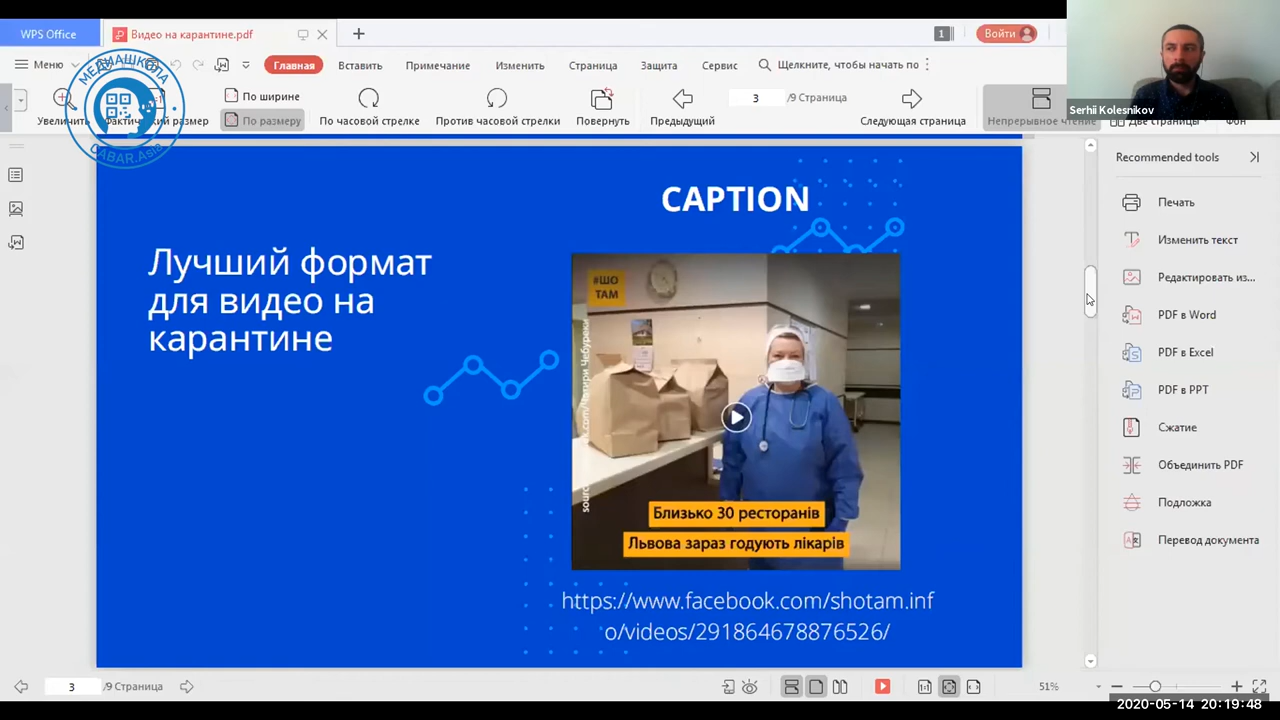 WPS Office
Видео на карантине.pdf
1
Войти
Меню
Главная
Вставить
Примечание
Изменить
Страница
Защита
Сервис
Щелкните, чтобы начать по
Увеличить
По ширине
По размеру
По часовой стрелке
Против часовой стрелки
Повернуть
Предыдущий
3
/9 Страница
Следующая страница
Непрерывное чтение
Две страницы
Фон
МЕДИАШКОЛА
CABAR.Asia
Serhii Kolesnikov
CAPTION
Лучший формат
для видео на
карантине
#ШО
ТАМ
Близько 30 ресторанів
Львова зараз годують лікарів
https://www.facebook.com/shotam.inf
o/videos/291864678876526/
Recommended tools
Печать
Изменить текст
Редактировать из...
PDF в Word
PDF в Excel
PDF в PPT
Сжатие
Объединить PDF
Подложка
Перевод документа
3
/9 Страница
51%
2020-05-14 20:19:48